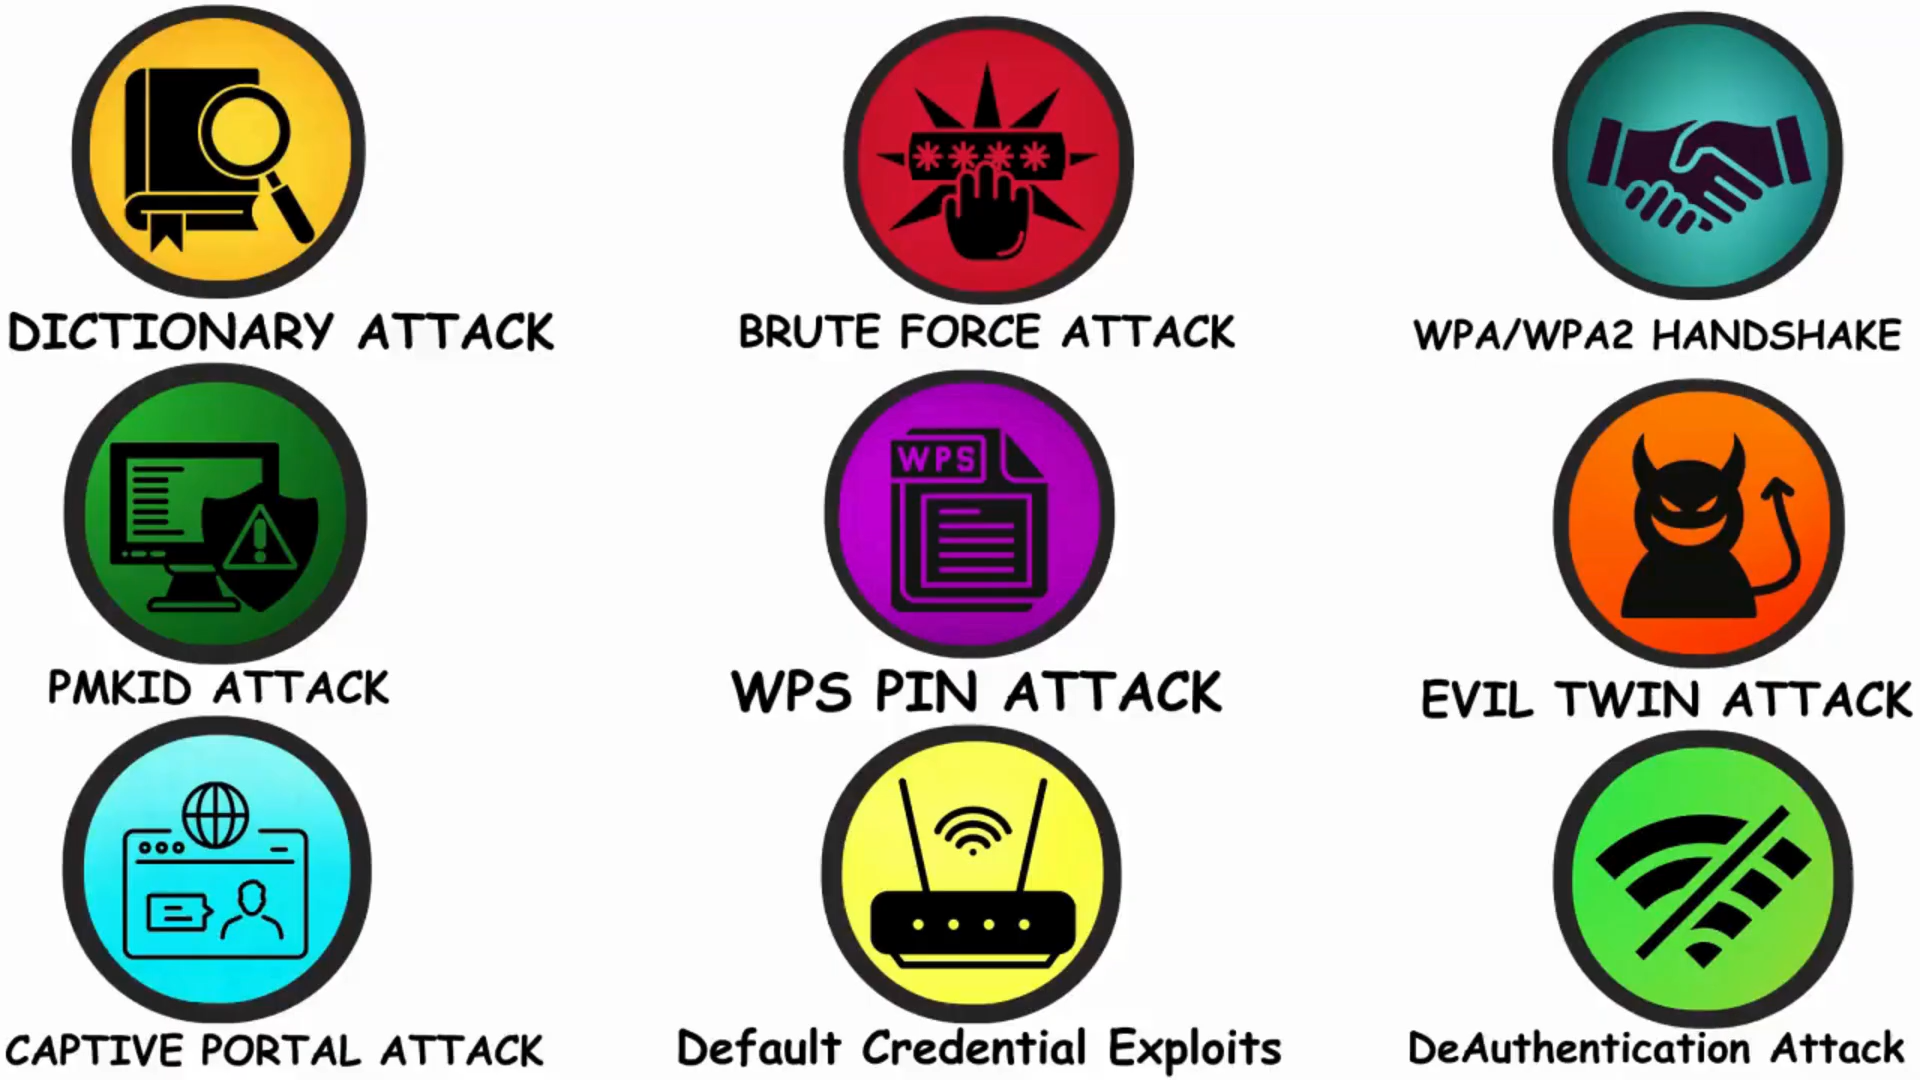 DICTIONARY ATTACK
BRUTE FORCE ATTACK
WPA/WPA2 HANDSHAKE
PMKID ATTACK
WPS
WPS PIN ATTACK
EVIL TWIN ATTACK
CAPTIVE PORTAL ATTACK
Default Credential Exploits
DeAuthentication Attack